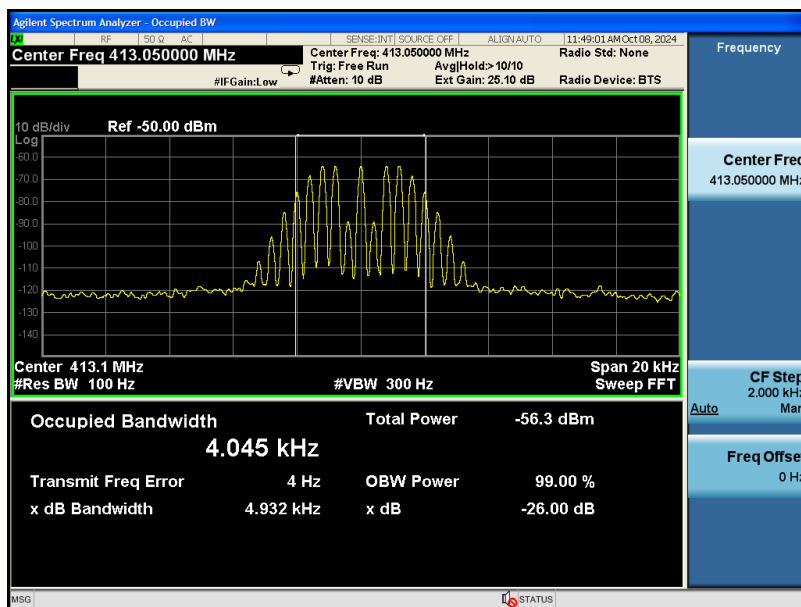 Agilent Spectrum Analyzer - Occupied BW
LXI RF 50 Ω AC SENSE:INT SOURCE OFF ALIGN AUTO 11:49:01 AM Oct 08, 2024
Center Freq 413.050000 MHz
Center Freq: 413.050000 MHz
Radio Std: None
Trig: Free Run Avg|Hold:>10/10
#IFGain:Low #Atten: 10 dB Ext Gain: 25.10 dB Radio Device: BTS
10 dB/div Ref -50.00 dBm
Log
-60.0
-70.0
-80.0
-90.0
-100
-110
-120
-130
-140
Center 413.1 MHz Span 20 kHz
#Res BW 100 Hz #VBW 300 Hz Sweep FFT
Occupied Bandwidth Total Power -56.3 dBm
4.045 kHz
Transmit Freq Error 4 Hz OBW Power 99.00 %
x dB Bandwidth 4.932 kHz x dB -26.00 dB
MSG STATUS
Frequency
Center Freq
413.050000 MHz
CF Step
2.000 kHz
Auto Man
Freq Offset
0 Hz